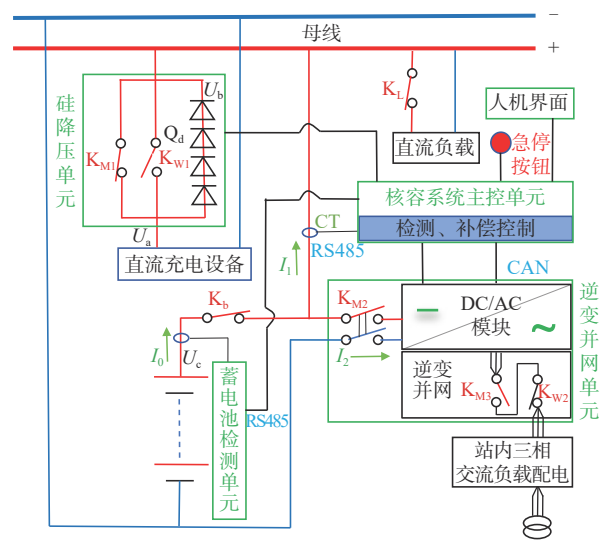 −
母线
+
K_L
U_b
人机界面
硅降压单元
Q_d
K_M1
K_W1
直流负载
急停
按钮
核容系统主控单元
CT
检测、补偿控制
U_a
直流充电设备
I_1
RS485
CAN
K_b
K_M2
DC/AC
模块
−
~
逆变并网单元
I_0
U_c
I_2
逆变
并网
K_M3
K_W2
蓄电池检测单元
RS485
站内三相
交流负载配电